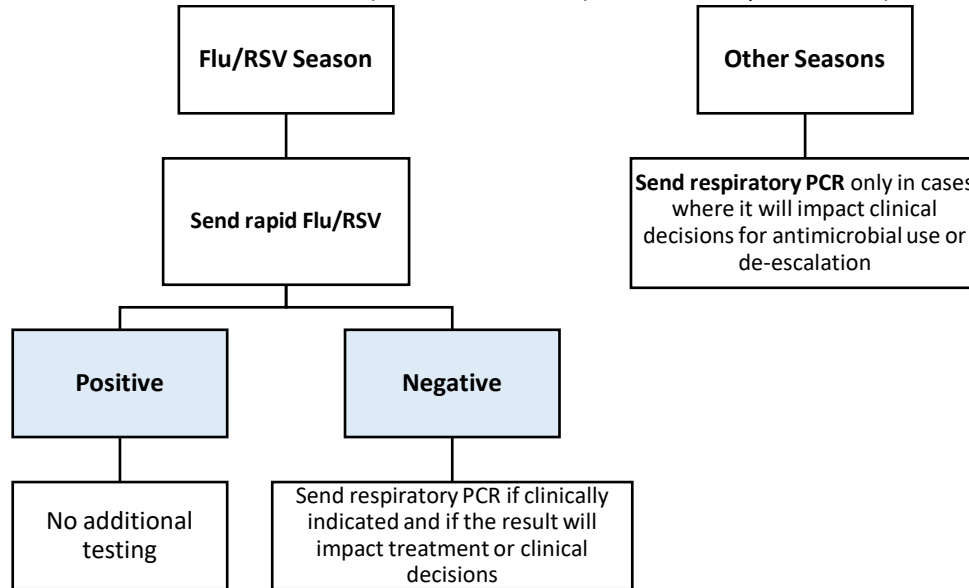 Flu/RSV Season
Other Seasons
Send rapid Flu/RSV
Send respiratory PCR only in cases
where it will impact clinical
decisions for antimicrobial use or
de-escalation
Positive
Negative
No additional
testing
Send respiratory PCR if clinically
indicated and if the result will
impact treatment or clinical
decisions